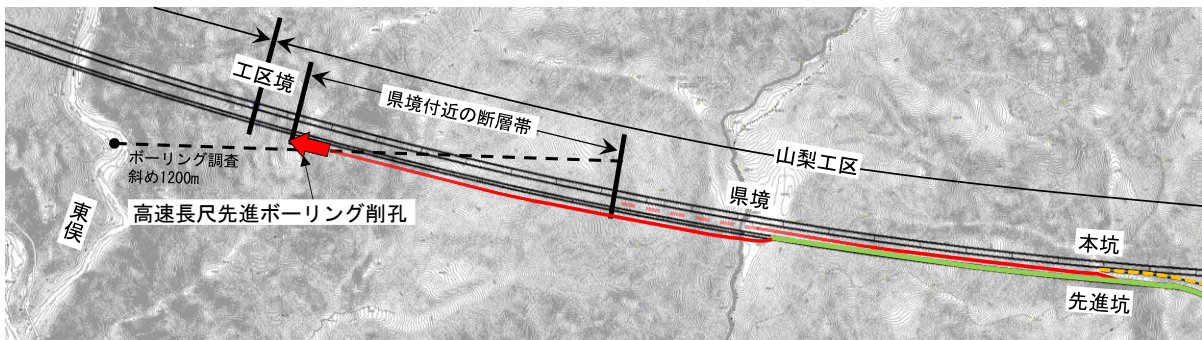 工区境
県境付近の断層帯
山梨工区
ボーリング調査
斜め1200m
高速長尺先進ボーリング削孔
東俣
県境
本坑
先進坑